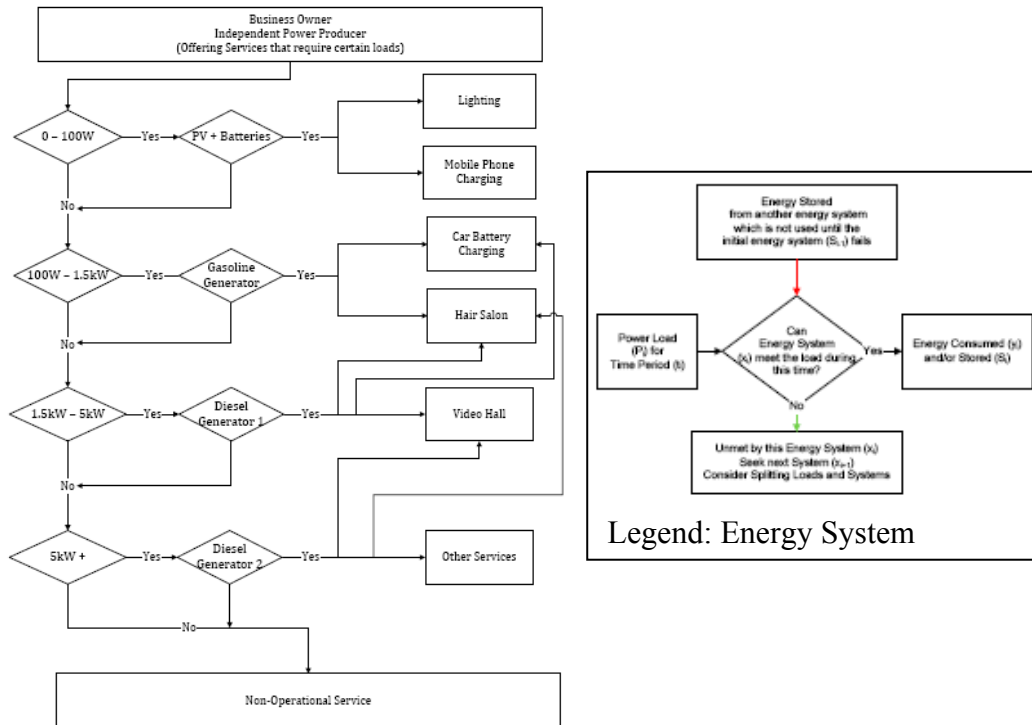 Business Owner
Independent Power Producer
(Offering Services that require certain loads)
0 – 100W
Yes
PV + Batteries
Yes
Lighting
Mobile Phone
Charging
No
100W – 1.5kW
Yes
Gasoline
Generator
Yes
Car Battery
Charging
Hair Salon
No
1.5kW – 5kW
Yes
Diesel
Generator 1
Yes
Video Hall
No
5kW +
Yes
Diesel
Generator 2
Yes
Other Services
No
Non-Operational Service
Energy Stored
from another energy system
which is not used until the
initial energy system (Si-1) fails
Power Load
(Pi) for
Time Period (ti)
Can
Energy System
(xi) meet the load during
this time?
Yes
Energy Consumed (yi)
and/or Stored (Si)
No
Unmet by this Energy System (xi)
Seek next System (xi+1)
Consider Splitting Loads and Systems
Legend: Energy System